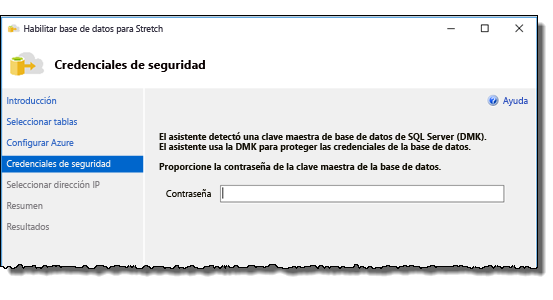 Habilitar base de datos para Stretch
Credenciales de seguridad
Introducción
Ayuda
Seleccionar tablas
Configurar Azure
Credenciales de seguridad
Seleccionar dirección IP
Resumen
Resultados
El asistente detectó una clave maestra de base de datos de SQL Server (DMK).
El asistente usa la DMK para proteger las credenciales de la base de datos.
Proporcione la contraseña de la clave maestra de la base de datos.
Contraseña